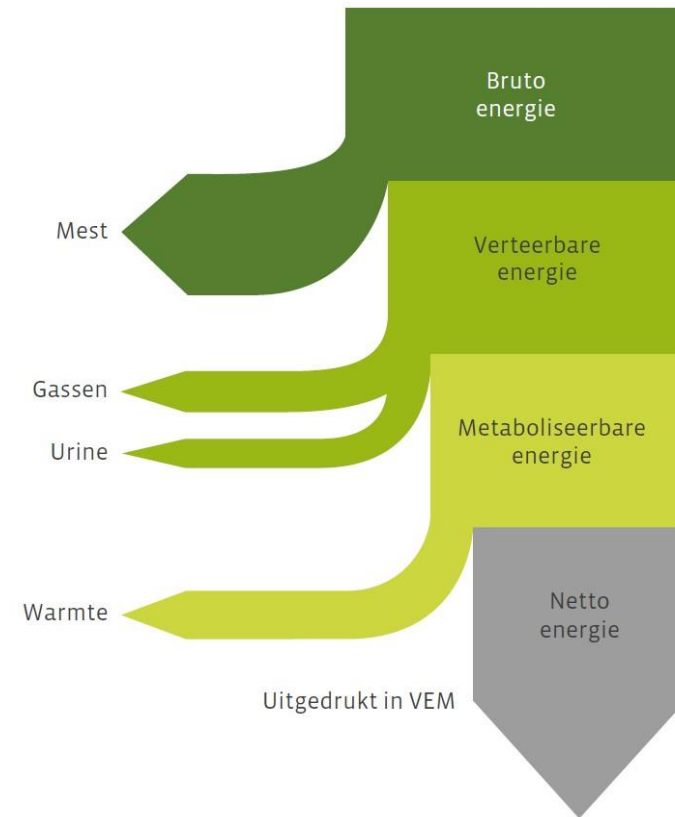 Bruto
energie
Mest
Verteerbare
energie
Gassen
Urine
Metaboliseerbare
energie
Warmte
Netto
energie
Uitgedrukt in VEM